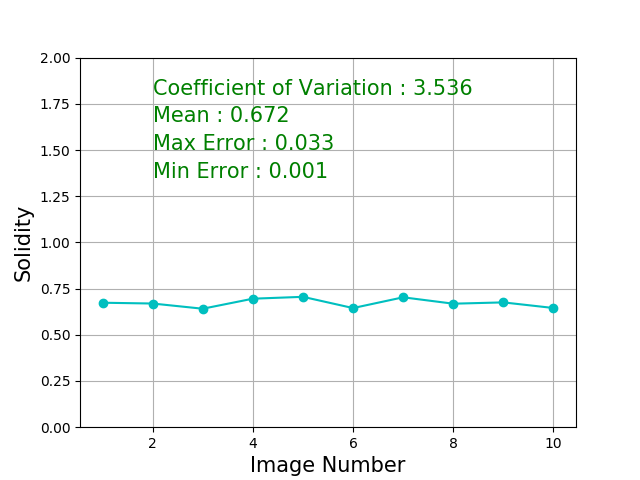 Coefficient of Variation : 3.536
Mean : 0.672
Max Error : 0.033
Min Error : 0.001
2.00
1.75
1.50
1.25
1.00
0.75
0.50
0.25
0.00
Solidity
2 4 6 8 10
Image Number